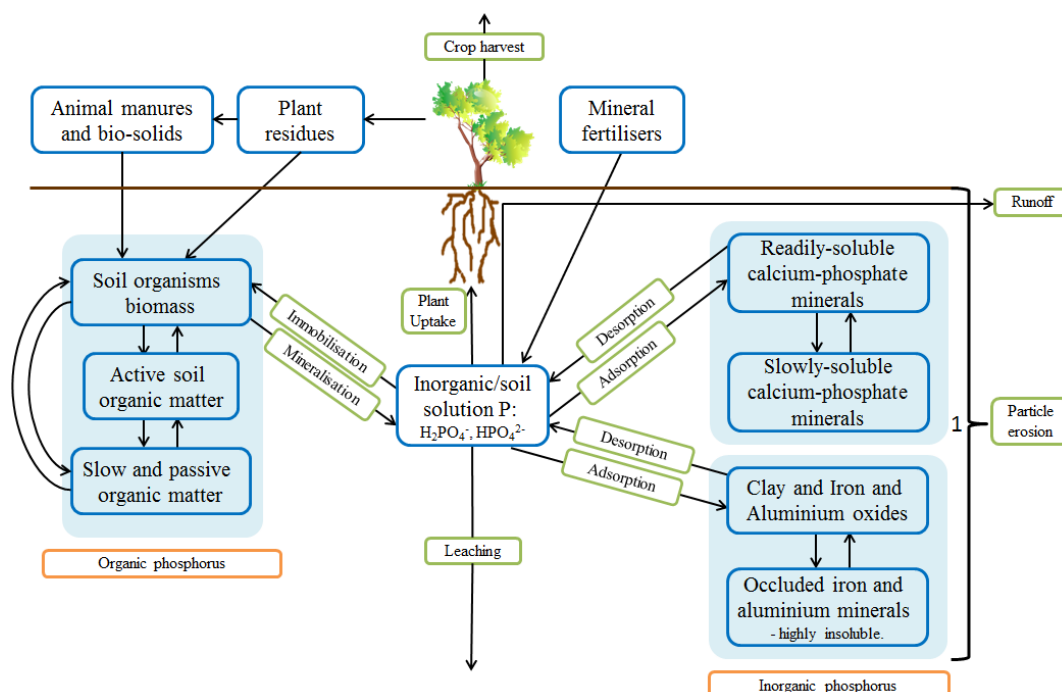 Crop harvest
Animal manures
and bio-solids
Plant
residues
Mineral
fertilisers
Runoff
Soil organisms
biomass
Readily-soluble
calcium-phosphate
minerals
Plant
Uptake
Desorption
Adsorption
Immobilisation
Mineralisation
Active soil
organic matter
Inorganic/soil
solution P:
H₂PO₄⁻, HPO₄²⁻
Slowly-soluble
calcium-phosphate
minerals
1
Particle
erosion
Slow and passive
organic matter
Desorption
Adsorption
Clay and Iron and
Aluminium oxides
Organic phosphorus
Leaching
Occluded iron and
aluminium minerals
- highly insoluble.
Inorganic phosphorus